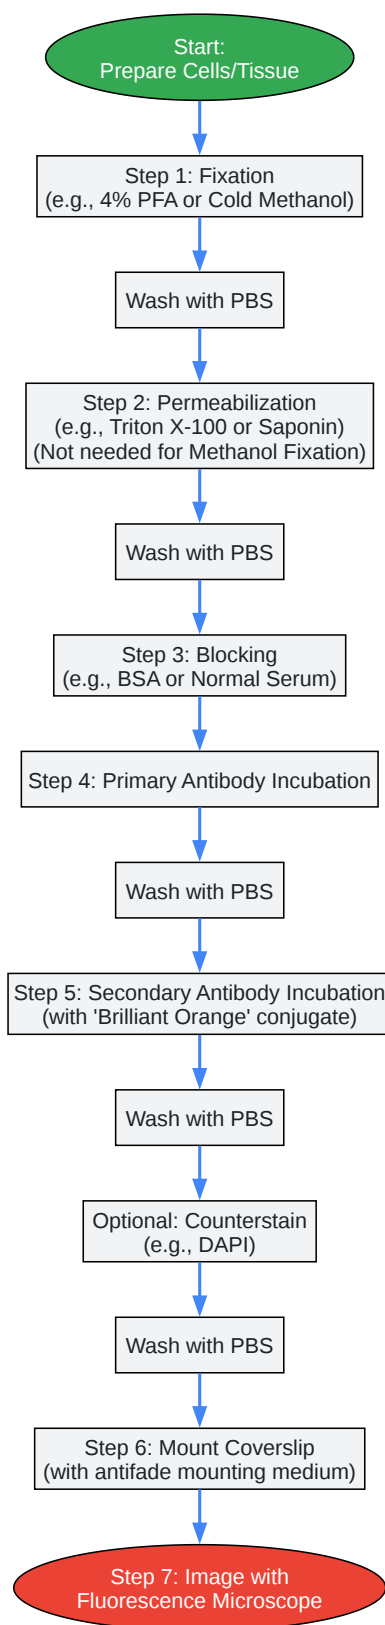 Start:
Prepare Cells/Tissue
Step 1: Fixation
(e.g., 4% PFA or Cold Methanol)
Wash with PBS
Step 2: Permeabilization
(e.g., Triton X-100 or Saponin)
(Not needed for Methanol Fixation)
Wash with PBS
Step 3: Blocking
(e.g., BSA or Normal Serum)
Step 4: Primary Antibody Incubation
Wash with PBS
Step 5: Secondary Antibody Incubation
(with 'Brilliant Orange' conjugate)
Wash with PBS
Optional: Counterstain
(e.g., DAPI)
Wash with PBS
Step 6: Mount Coverslip
(with antifade mounting medium)
Step 7: Image with
Fluorescence Microscope